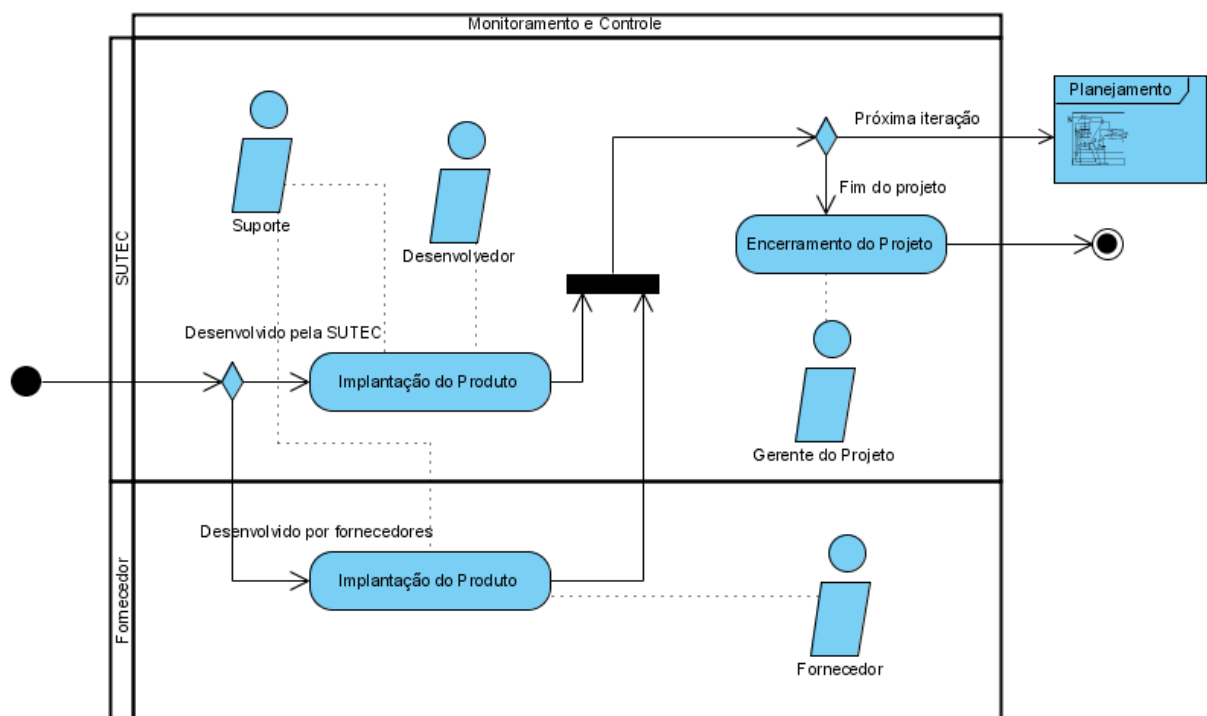 Monitoramento e Controle
Planejamento
Próxima iteração
Fim do projeto
Suporte
SUTEC
Desenvolvedor
Encerramento do Projeto
Desenvolvido pela SUTEC
Implantação do Produto
Gerente do Projeto
Desenvolvido por fornecedores
Fornecedor
Implantação do Produto
Fornecedor